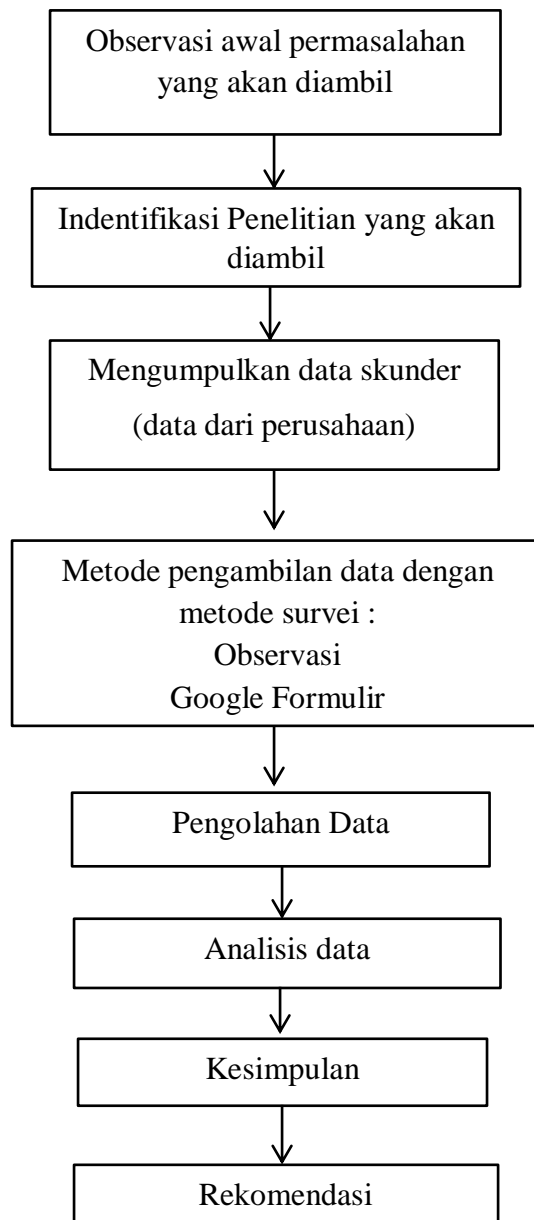 Observasi awal permasalahan
yang akan diambil
Indentifikasi Penelitian yang akan
diambil
Mengumpulkan data skunder
(data dari perusahaan)
Metode pengambilan data dengan
metode survei :
Observasi
Google Formulir
Pengolahan Data
Analisis data
Kesimpulan
Rekomendasi